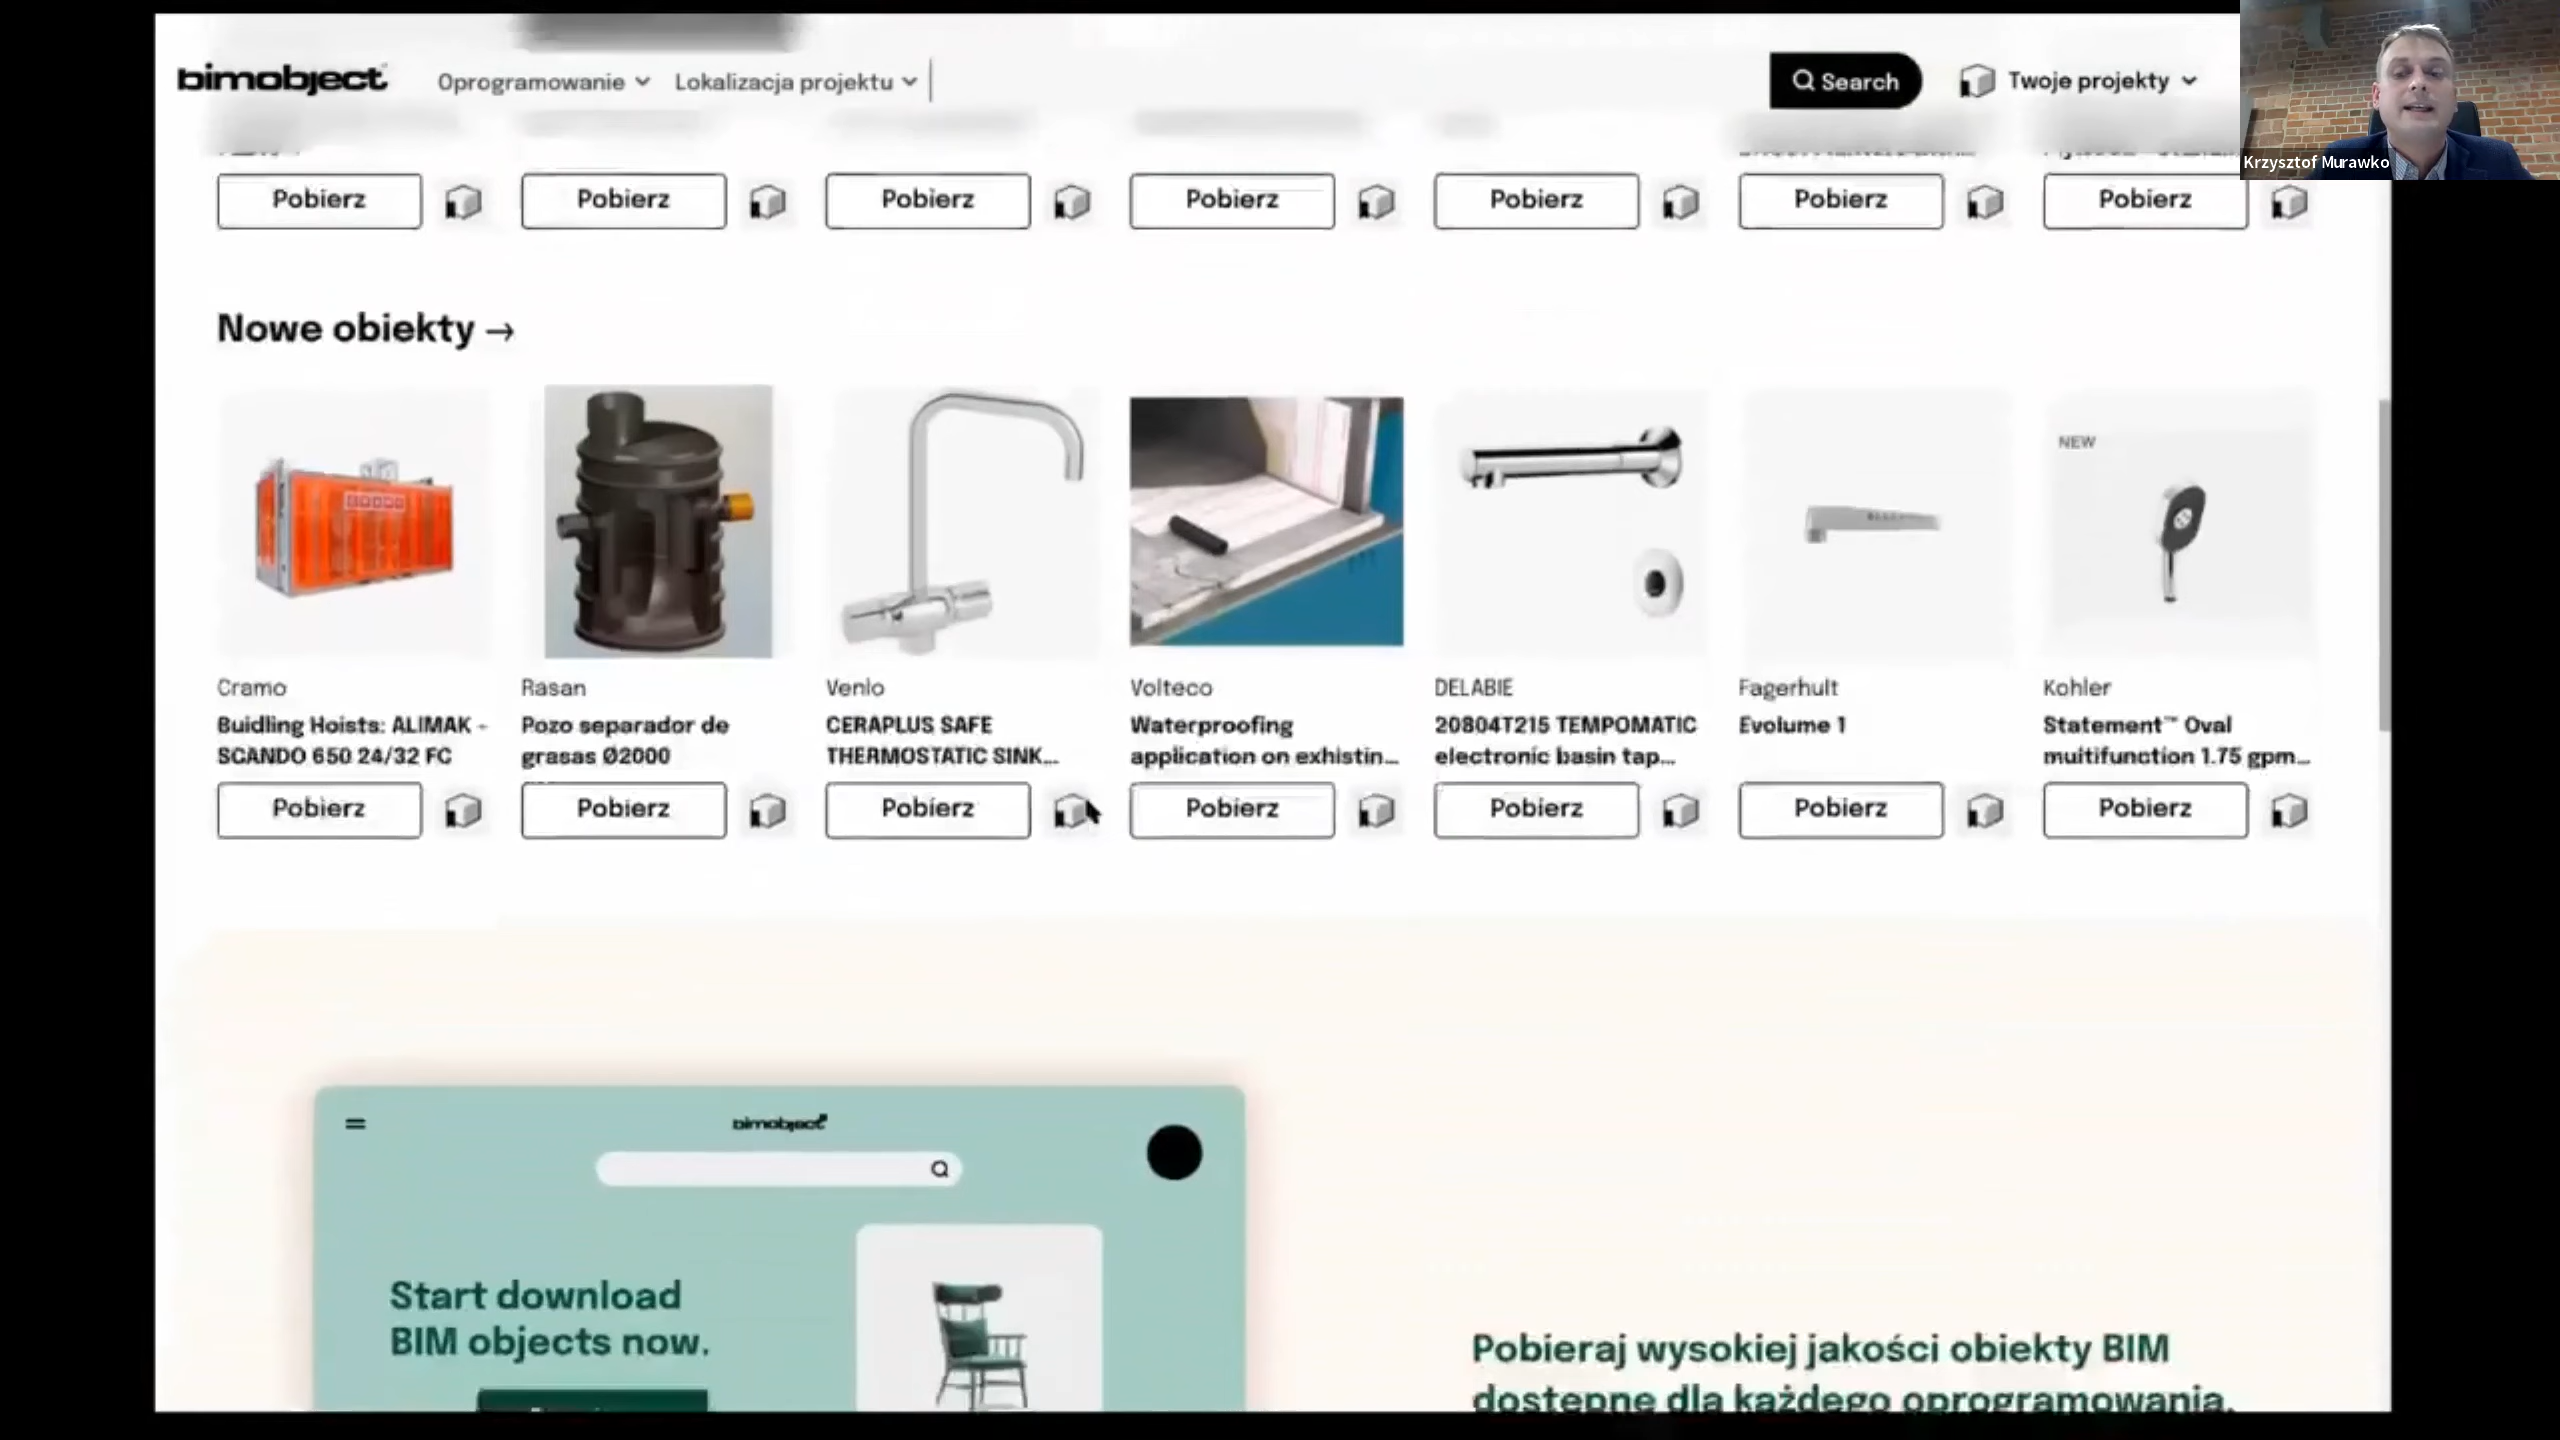 bimobject
Oprogramowanie
Lokalizacja projektu
Search
Twoje projekty
Krzysztof Murawko
Pobierz
Pobierz
Pobierz
Pobierz
Pobierz
Pobierz
Pobierz
Nowe obiekty →
NEW
Cramo
Buidling Hoists: ALIMAK -
SCANDO 650 24/32 FC
Pobierz
Rasan
Pozo separador de
grasas Ø2000
Pobierz
Venlo
CERAPLUS SAFE
THERMOSTATIC SINK...
Pobierz
Volteco
Waterproofing
application on exhistin...
Pobierz
DELABIE
20804T215 TEMPOMATIC
electronic basin tap...
Pobierz
Fagerhult
Evolume 1
Pobierz
Kohler
Statement™ Oval
multifunction 1.75 gpm...
Pobierz
bimobject
Start download
BIM objects now.
Pobieraj wysokiej jakości obiekty BIM
dostępne dla każdego oprogramowania.